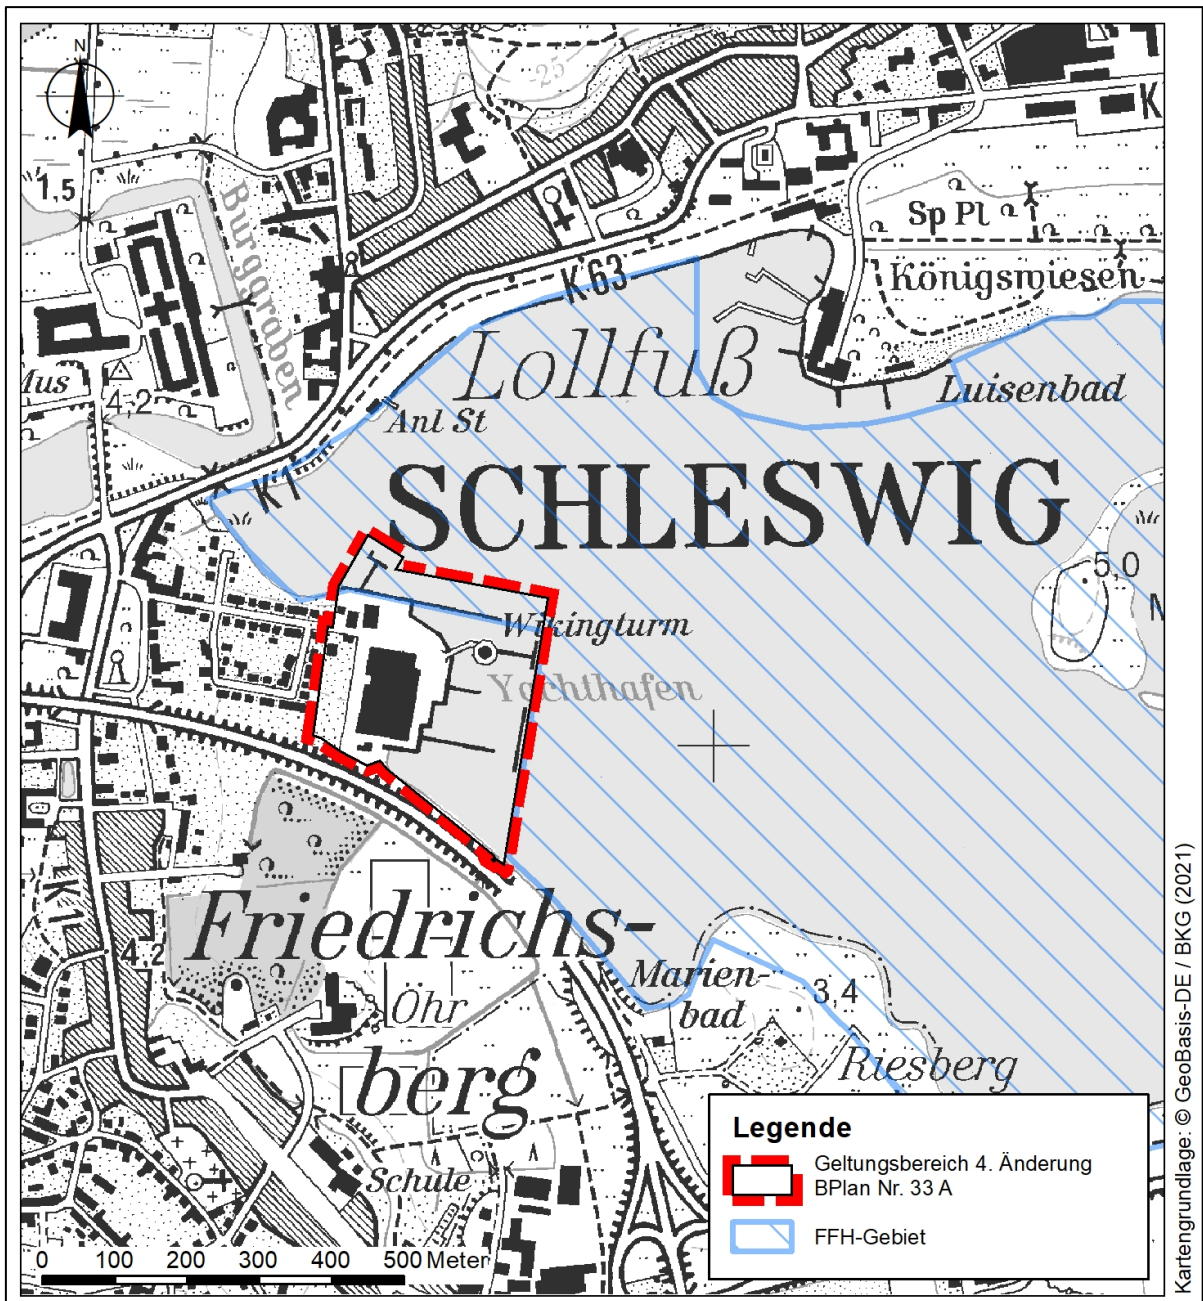 N
25
1,5
Burggraben
K
Sp Pl
Königswiesen
K 63
Lollfuß
Mus
4,2
Anl St
Luisenbad
K 1
SCHLESWIG
5,0
N
Wikingturm
Yachthafen
Friedrichs-
berg
K 1
4,2
Öhr
Marien-
bad
3,4
Riesberg
Schule
Legende
Geltungsbereich 4. Änderung
BPlan Nr. 33 A
FFH-Gebiet
0 100 200 300 400 500 Meter
Kartengrundlage: © GeoBasis-DE / BKG (2021)